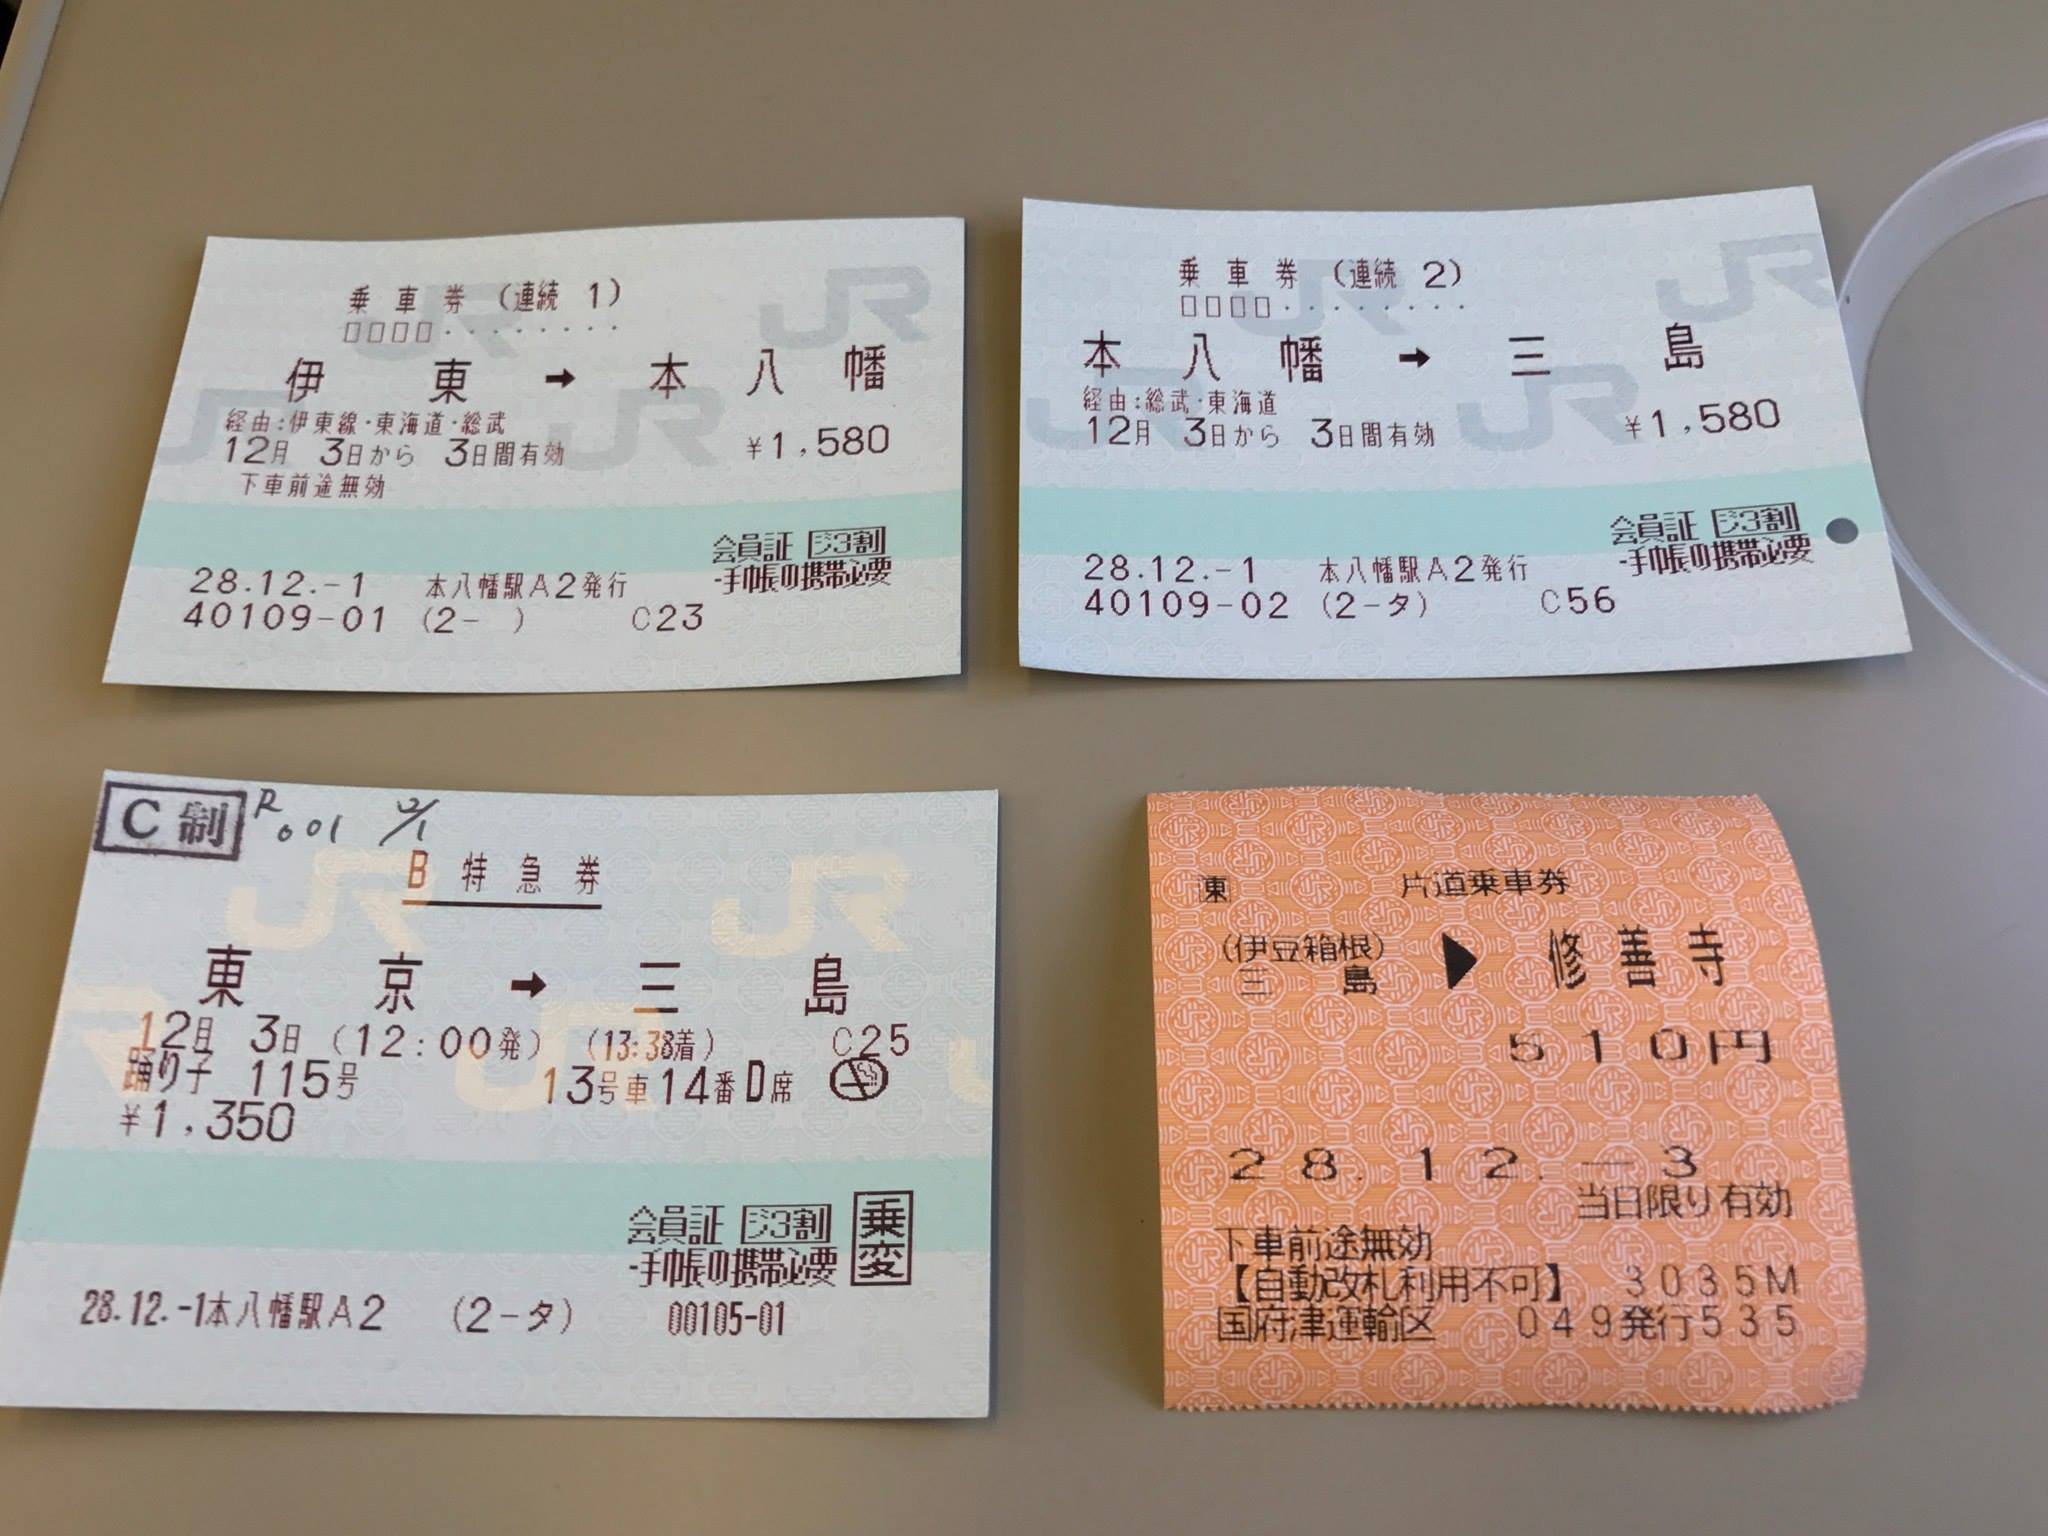 乗車券 (連続 1)
□□□□・・・・・・・・
伊東 → 本八幡
経由:伊東線・東海道・総武
12月 3日から 3日間有効 ¥1,580
下車前途無効
会員証 ジ3割
-手帳の携帯必要
28.12.-1 本八幡駅A2発行
40109-01 (2- ) C23
乗車券 (連続 2)
□□□□・・・・・・・・
本八幡 → 三島
経由:総武・東海道
12月 3日から 3日間有効 ¥1,580
会員証 ジ3割
-手帳の携帯必要
28.12.-1 本八幡駅A2発行
40109-02 (2-タ) C56
C制 R001 12/1
B特急券
東京 → 三島
12月 3日 (12:00発) (13:38着) C25
踊り子 115号 13号車14番D席
¥1,350
会員証 ジ3割 乗変
-手帳の携帯必要
28.12.-1本八幡駅A2 (2-タ) 00105-01
東 片道乗車券
(伊豆箱根)
三島 ▶ 修善寺
510円
28.12.-3
当日限り有効
下車前途無効
【自動改札利用不可】 3035M
国府津運輸区 049発行535